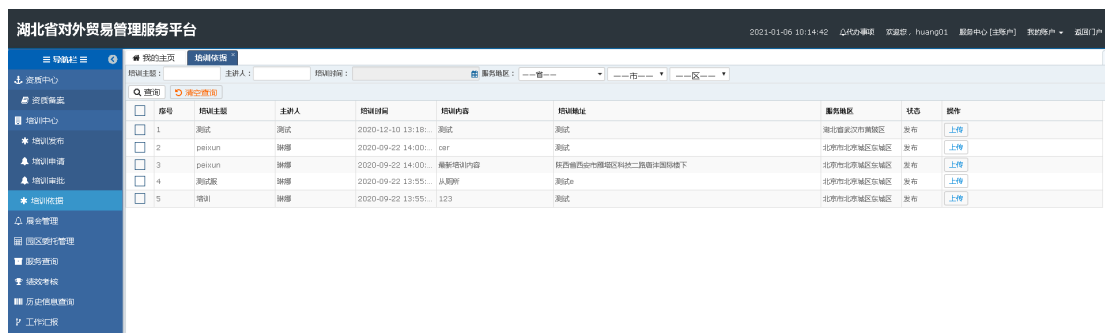 湖北省对外贸易管理服务平台
2021-01-06 10:14:42 代办事项 欢迎您，huang01 服务中心[主账户] 我的账户 返回门户
导航栏
我的主页 培训依据 ×
资质中心
资质备案
培训中心
培训发布
培训申请
培训审批
培训依据
展会管理
园区委托管理
服务查询
绩效考核
历史信息查询
工作汇报
培训主题： 主讲人： 培训时间： 服务地区： ——省—— ——市—— ——区——
查询 清空查询
序号 培训主题 主讲人 培训时间 培训内容 培训地址 服务地区 状态 操作
1 测试 测试 2020-12-10 13:18:... 测试 测试 湖北省武汉市黄陂区 发布 上传
2 peixun 琳娜 2020-09-22 14:00:... cer 测试 北京市北京城区东城区 发布 上传
3 peixun 琳娜 2020-09-22 14:00:... 最新培训内容 陕西省西安市雁塔区科技二路 国际楼下 北京市北京城区东城区 发布 上传
4 测试版 琳娜 2020-09-22 13:55:... 从厕所 测试e 北京市北京城区东城区 发布 上传
5 培训 琳娜 2020-09-22 13:55:... 123 测试 北京市北京城区东城区 发布 上传